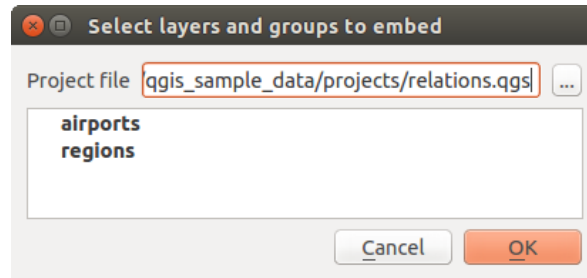 Select layers and groups to embed
Project file /qgis_sample_data/projects/relations.qgs ...
airports
regions
Cancel OK